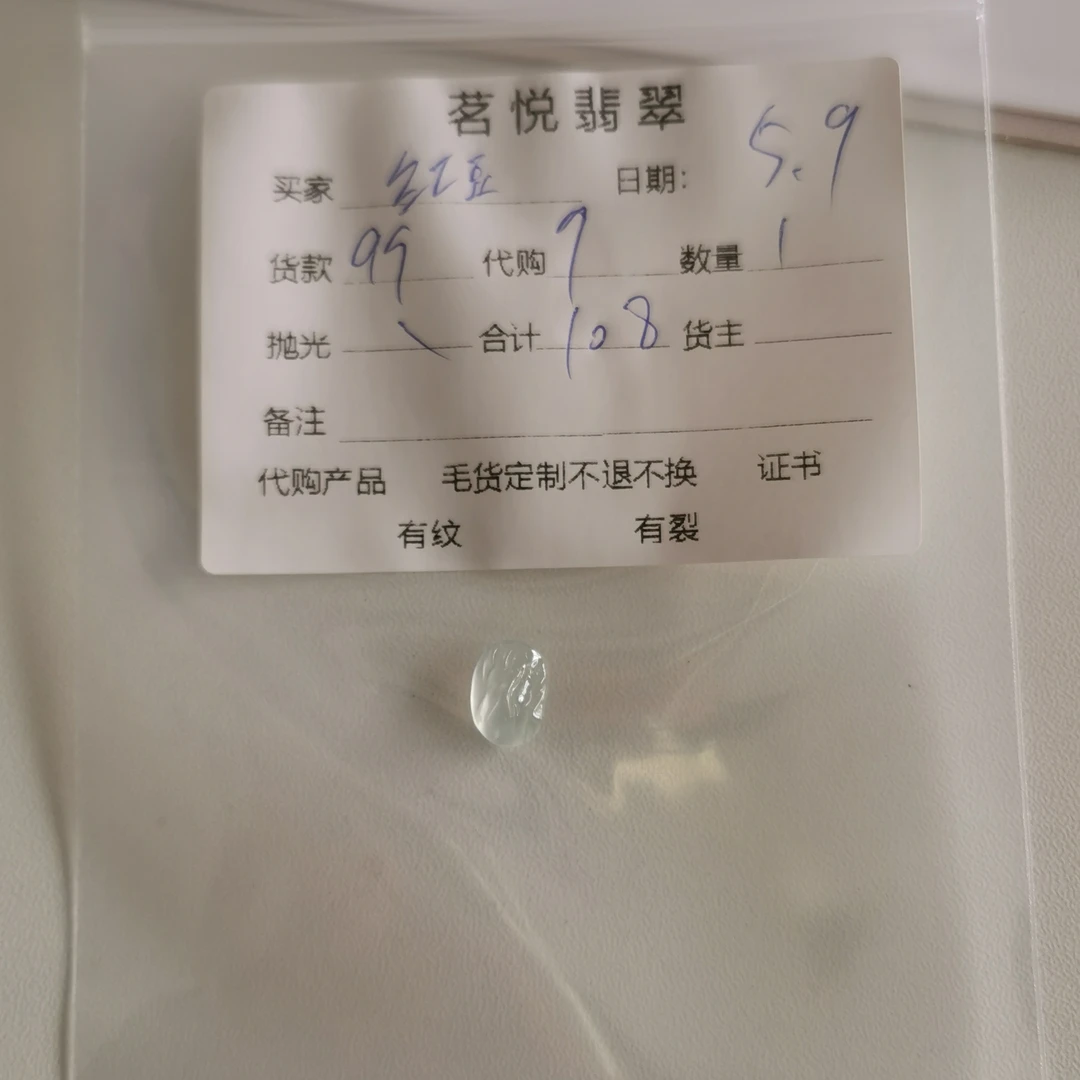 茗悦翡翠
买家 红豆 日期: 5.9
货款 99 代购 9 数量 1
抛光 \ 合计 108 货主
备注
代购产品 毛货定制不退不换 证书
有纹 有裂